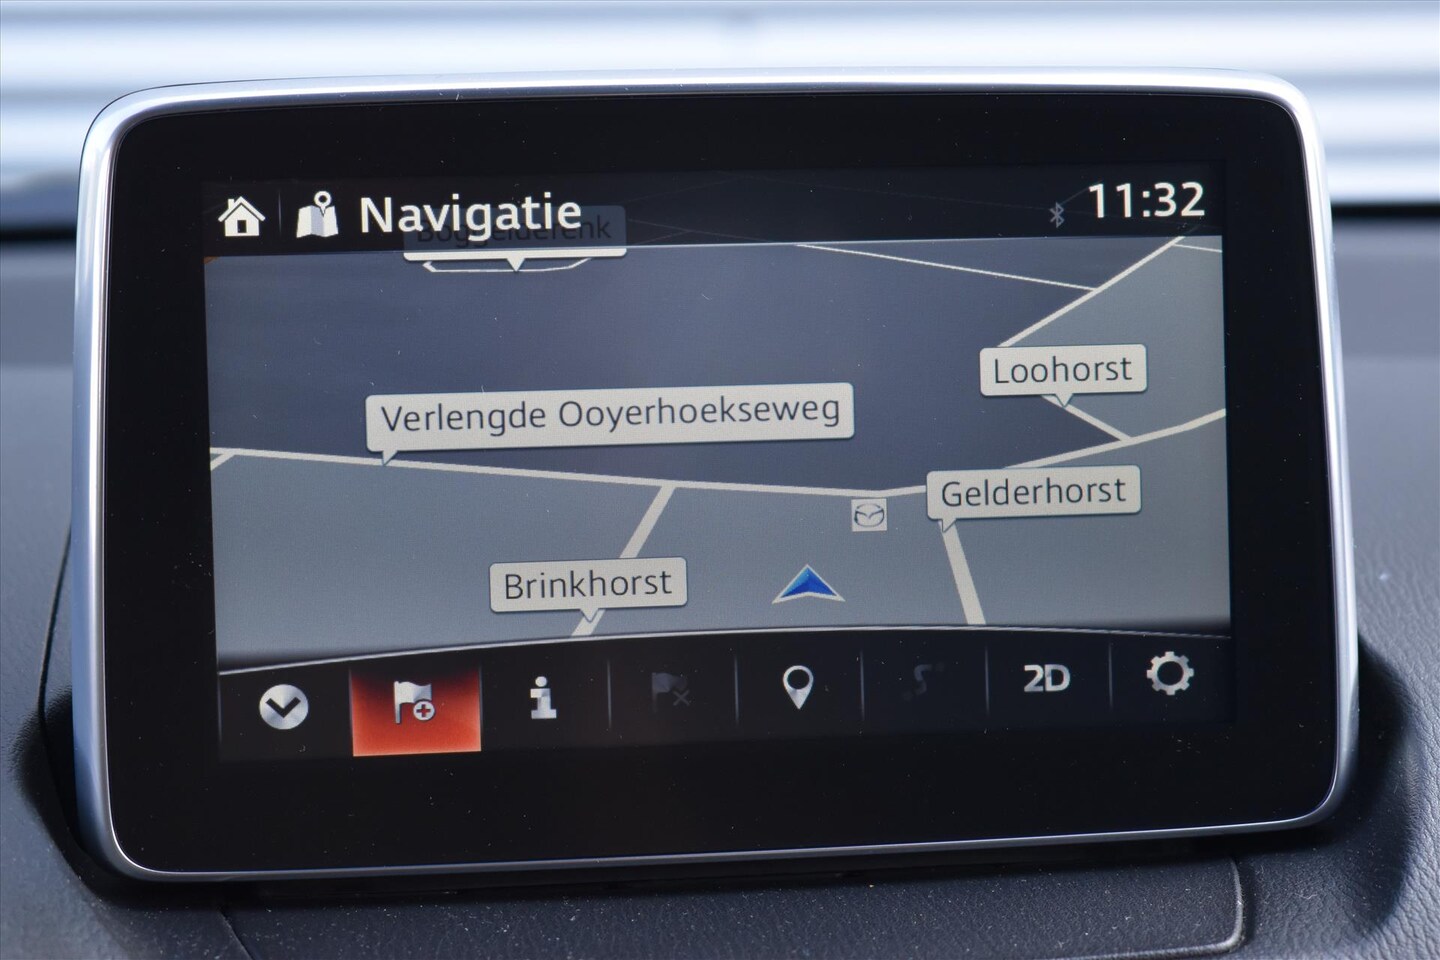 Navigatie
11:32
Loohorst
Verlengde Ooyerhoekseweg
Gelderhorst
Brinkhorst
2D